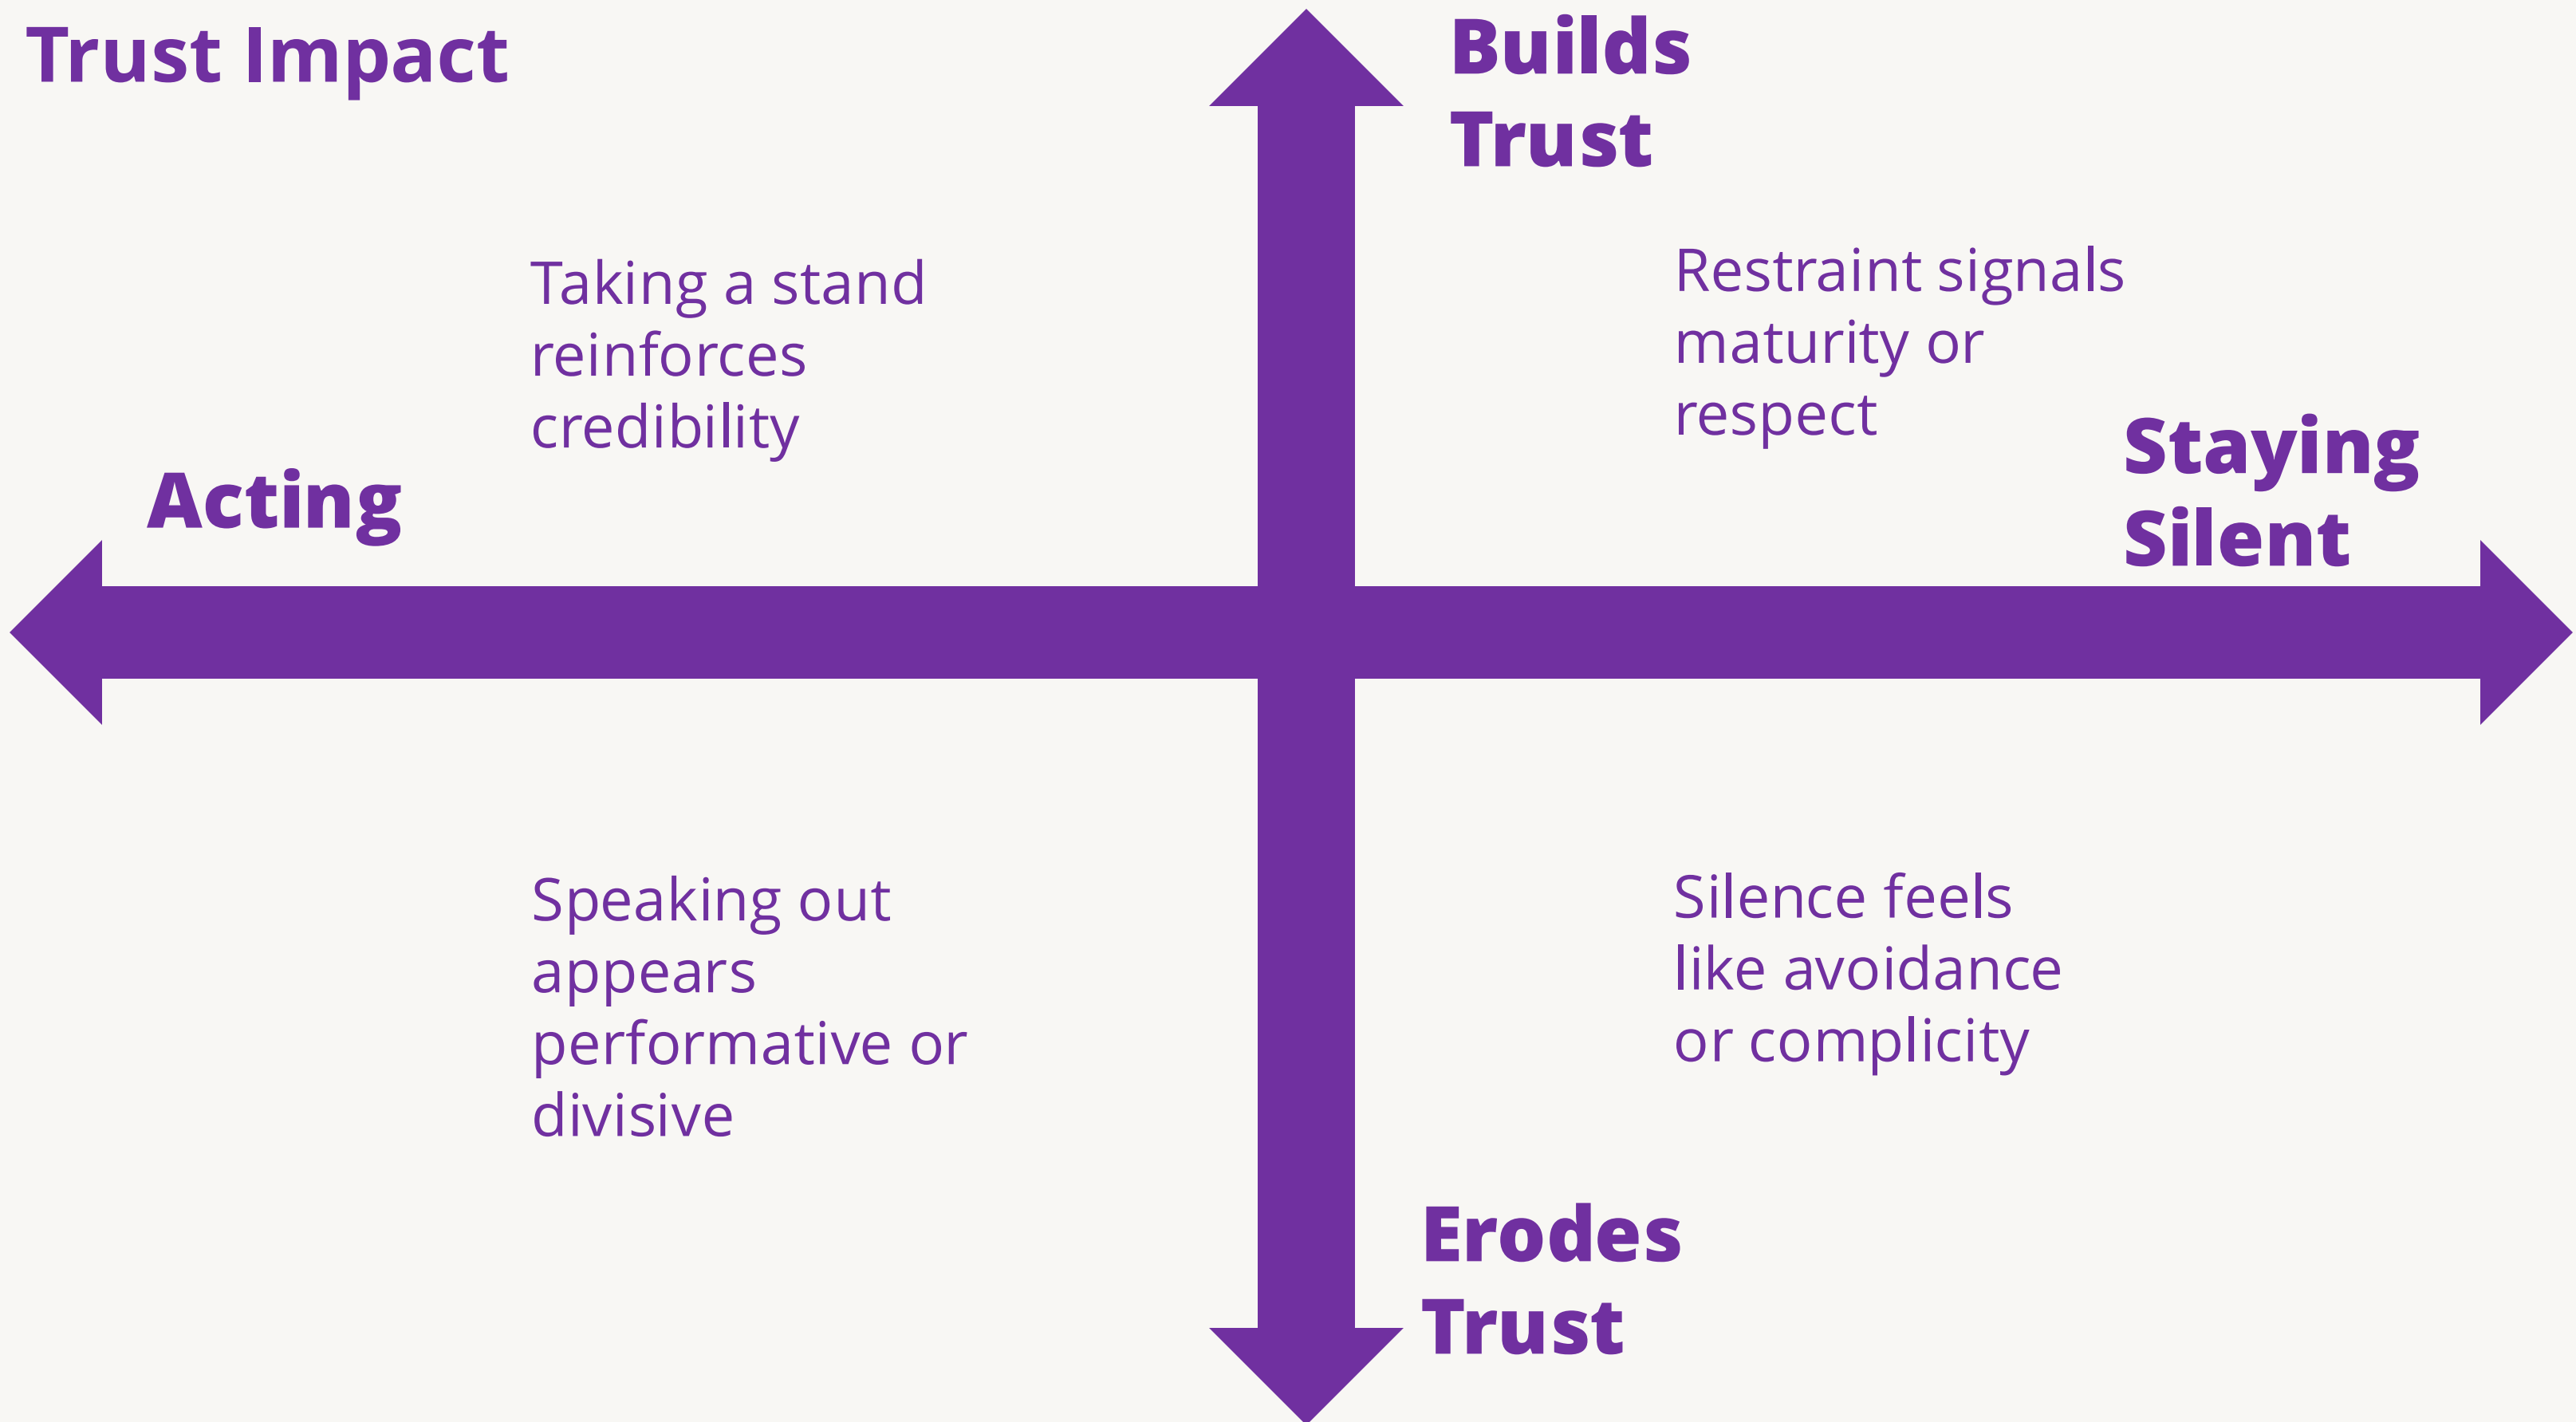 Trust Impact
Builds
Trust
Taking a stand
reinforces
credibility
Restraint signals
maturity or
respect
Acting
Staying
Silent
Speaking out
appears
performative or
divisive
Silence feels
like avoidance
or complicity
Erodes
Trust